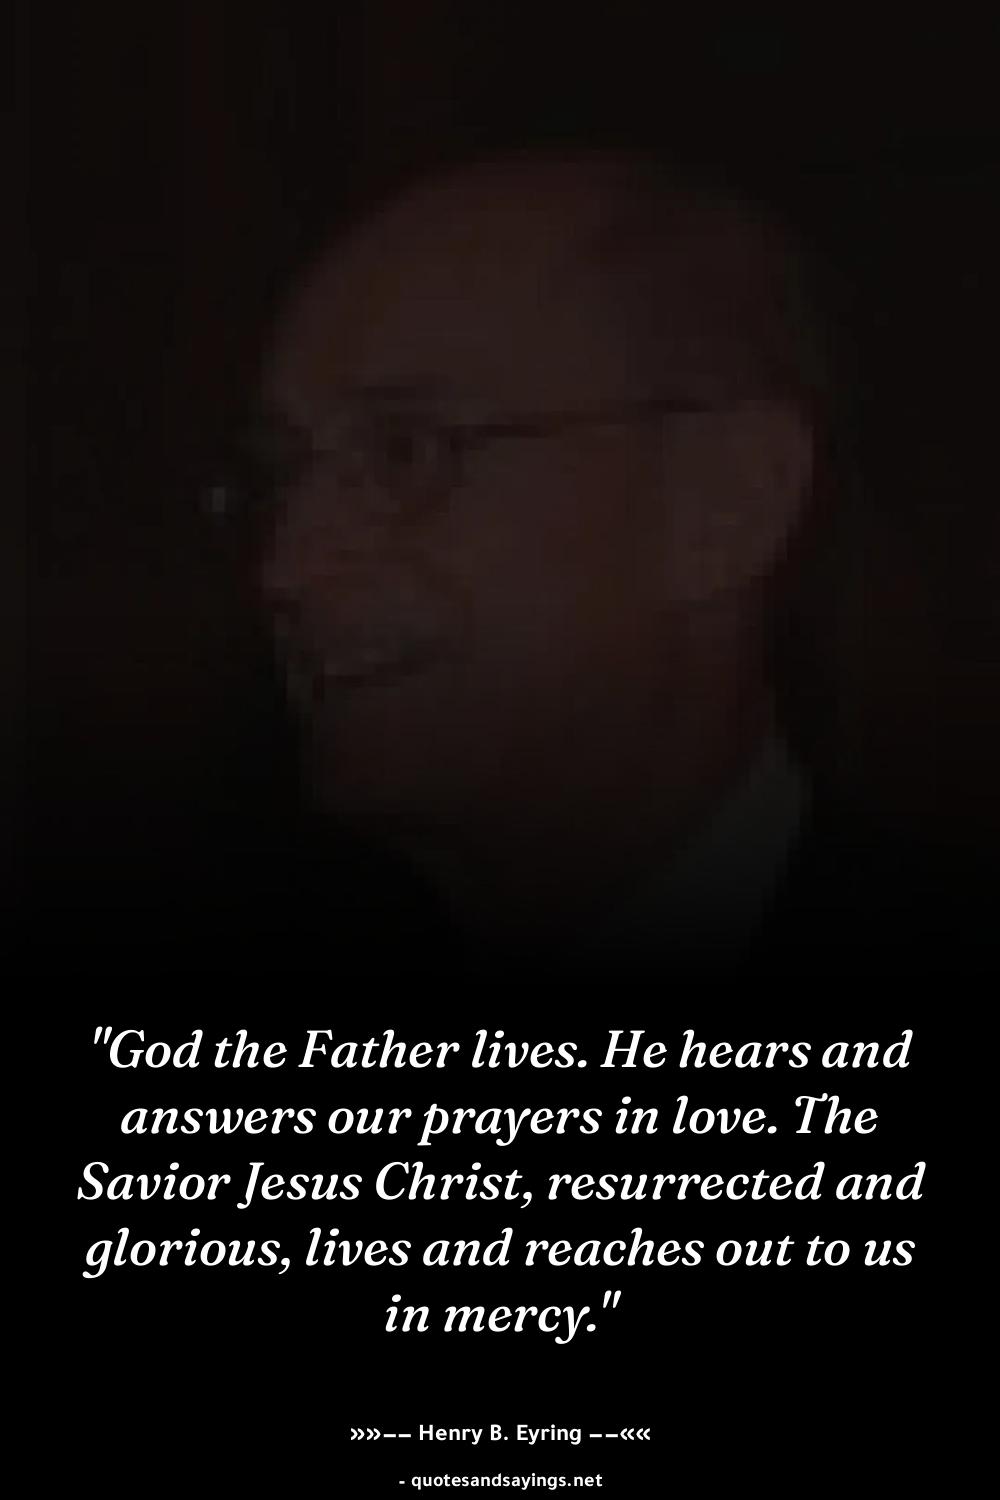 "God the Father lives. He hears and
answers our prayers in love. The
Savior Jesus Christ, resurrected and
glorious, lives and reaches out to us
in mercy."
»»−− Henry B. Eyring −−««
- quotesandsayings.net